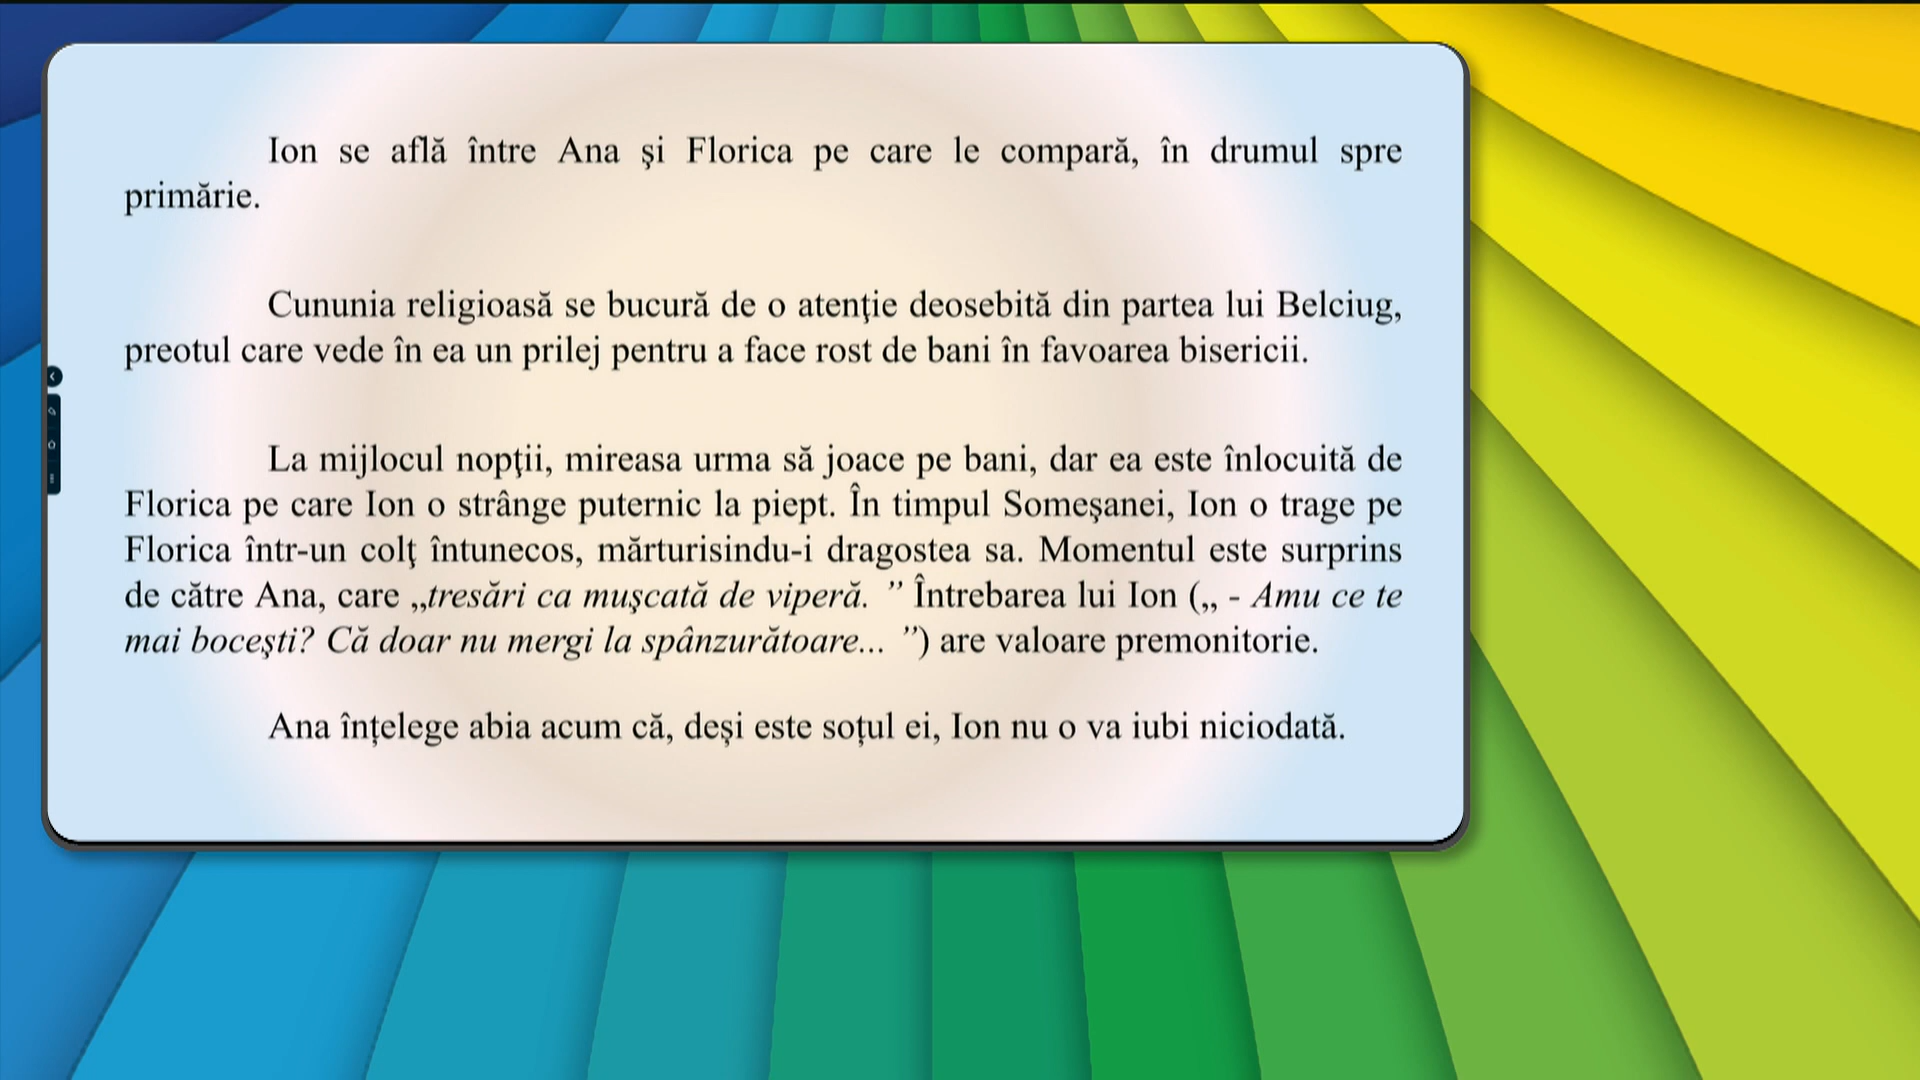 Ion se află între Ana şi Florica pe care le compară, în drumul spre
primărie.
Cununia religioasă se bucură de o atenţie deosebită din partea lui Belciug,
preotul care vede în ea un prilej pentru a face rost de bani în favoarea bisericii.
La mijlocul nopţii, mireasa urma să joace pe bani, dar ea este înlocuită de
Florica pe care Ion o strânge puternic la piept. În timpul Someşanei, Ion o trage pe
Florica într-un colţ întunecos, mărturisindu-i dragostea sa. Momentul este surprins
de către Ana, care „tresări ca muşcată de viperă. ” Întrebarea lui Ion („ - Amu ce te
mai boceşti? Că doar nu mergi la spânzurătoare... ”) are valoare premonitorie.
Ana înțelege abia acum că, deși este soțul ei, Ion nu o va iubi niciodată.